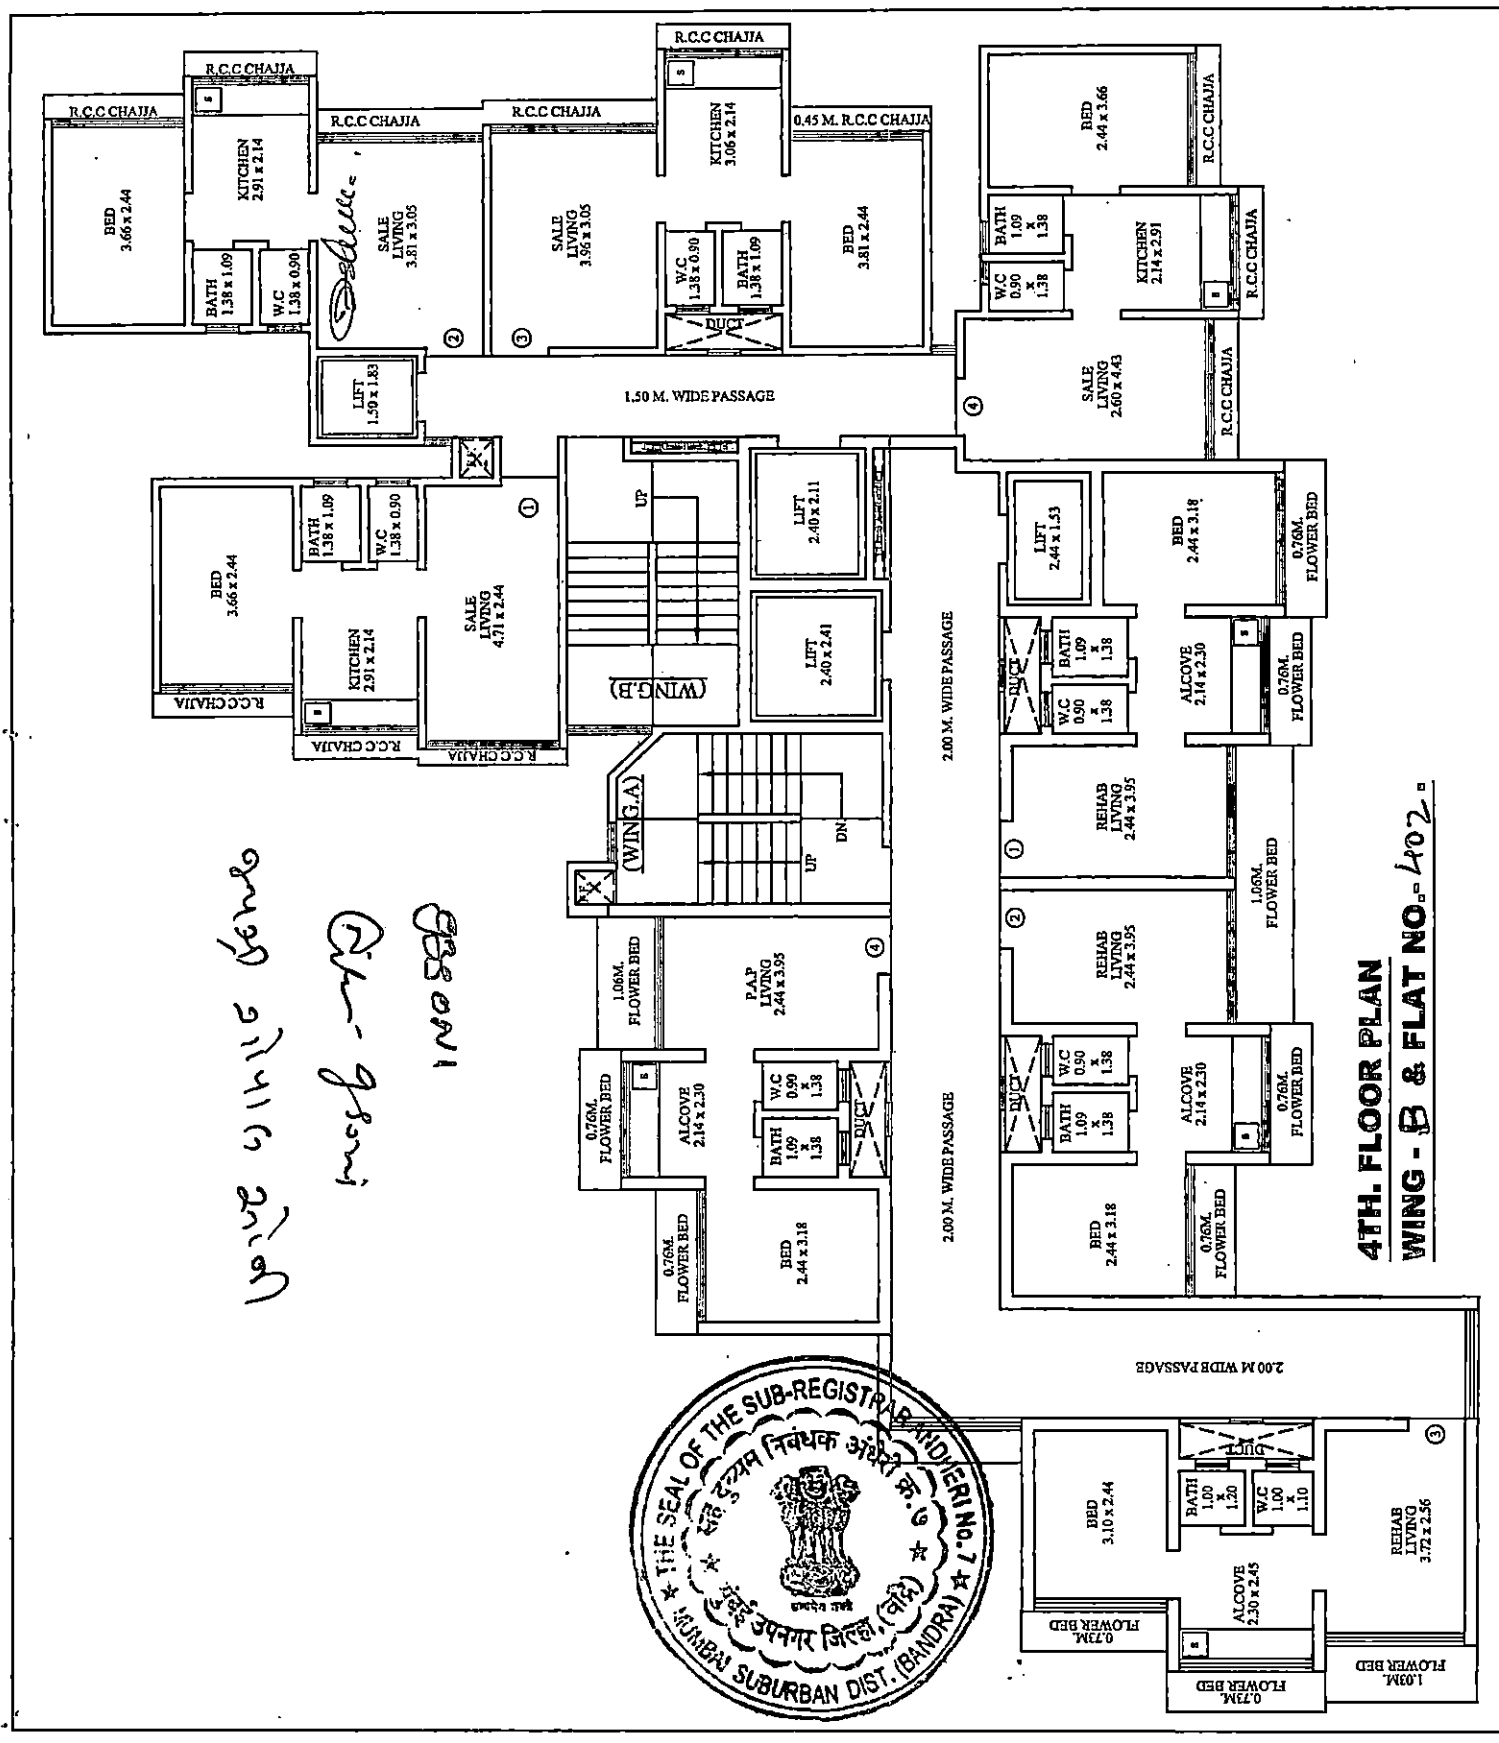 R.C.C CHAJJA
R.C.C CHAJJA
R.C.C CHAJJA
R.C.C CHAJJA
R.C.C CHAJJA
0.45 M. R.C.C CHAJJA
BED
3.66 x 2.44
KITCHEN
2.91 x 2.14
BATH
1.38 x 1.09
W.C
1.38 x 0.90
SALE
LIVING
3.81 x 3.05
②
S
LIFT
1.50 x 1.83
SALE
LIVING
3.96 x 3.05
③
KITCHEN
3.06 x 2.14
S
W.C
1.38 x 0.90
BATH
1.38 x 1.09
DUCT
BED
3.81 x 2.44
1.50 M. WIDE PASSAGE
BED
2.44 x 3.66
R.C.C CHAJJA
BATH
1.09
x
1.38
W.C
0.90
x
1.38
KITCHEN
2.14 x 2.91
S
R.C.C CHAJJA
SALE
LIVING
2.60 x 4.43
④
R.C.C CHAJJA
BED
3.66 x 2.44
R.C.C CHAJJA
BATH
1.38 x 1.09
W.C
1.38 x 0.90
KITCHEN
2.91 x 2.14
S
R.C.C CHAJJA
SALE
LIVING
4.71 x 2.44
①
R.C.C CHAJJA
UP
(WING.B)
LIFT
2.40 x 2.11
LIFT
2.40 x 2.41
2.00 M. WIDE PASSAGE
LIFT
2.44 x 1.53
BED
2.44 x 3.18
0.76M.
FLOWER BED
DUCT
BATH
1.09
x
1.38
W.C
0.90
x
1.38
ALCOVE
2.14 x 2.30
S
0.76M.
FLOWER BED
REHAB
LIVING
2.44 x 3.95
①
1.06M.
FLOWER BED
(WING.A)
UP
DN.
1.06M.
FLOWER BED
P.A.P
LIVING
2.44 x 3.95
④
0.76M.
FLOWER BED
S
ALCOVE
2.14 x 2.30
W.C
0.90
x
1.38
BATH
1.09
x
1.38
DUCT
0.76M.
FLOWER BED
BED
2.44 x 3.18
2.00 M. WIDE PASSAGE
②
REHAB
LIVING
2.44 x 3.95
DUCT
W.C
0.90
x
1.38
BATH
1.09
x
1.38
ALCOVE
2.14 x 2.30
S
0.76M.
FLOWER BED
BED
2.44 x 3.18
0.76M.
FLOWER BED
2.00 M WIDE PASSAGE
BED
3.10 x 2.44
0.73M.
FLOWER BED
BATH
1.00
x
1.20
W.C
1.00
x
1.10
DUCT
ALCOVE
2.30 x 2.45
S
0.73M.
FLOWER BED
REHAB
LIVING
3.72 x 2.56
③
1.03M.
FLOWER BED
4TH. FLOOR PLAN
WING - B & FLAT NO.- 402.
THE SEAL OF THE SUB-REGISTRAR ANDHERI No. 7
MUMBAI SUBURBAN DIST. (BANDRA)
सह दुय्यम निबंधक अंधेरी क्र. ७
मुंबई उपनगर जिल्हा, (वांद्रे)